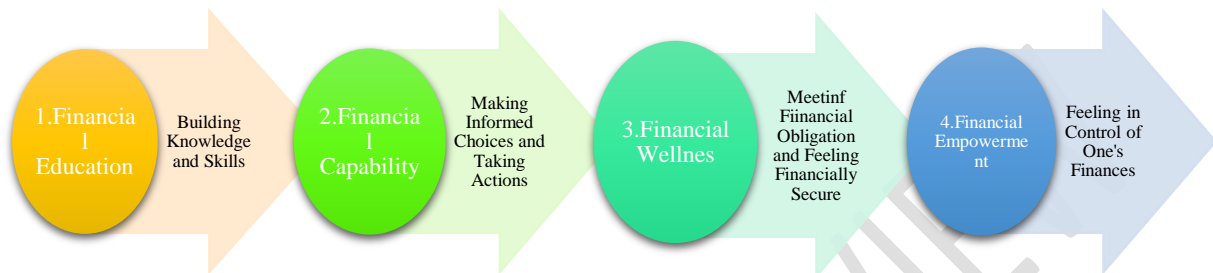 1.Financia
l
Education
Building
Knowledge
and Skills
2.Financia
l
Capability
Making
Informed
Choices and
Taking
Actions
3.Financial
Wellnes
Meetinf
Fiinancial
Obligation
and Feeling
Financially
Secure
4.Financial
Empowerme
nt
Feeling in
Control of
One's
Finances